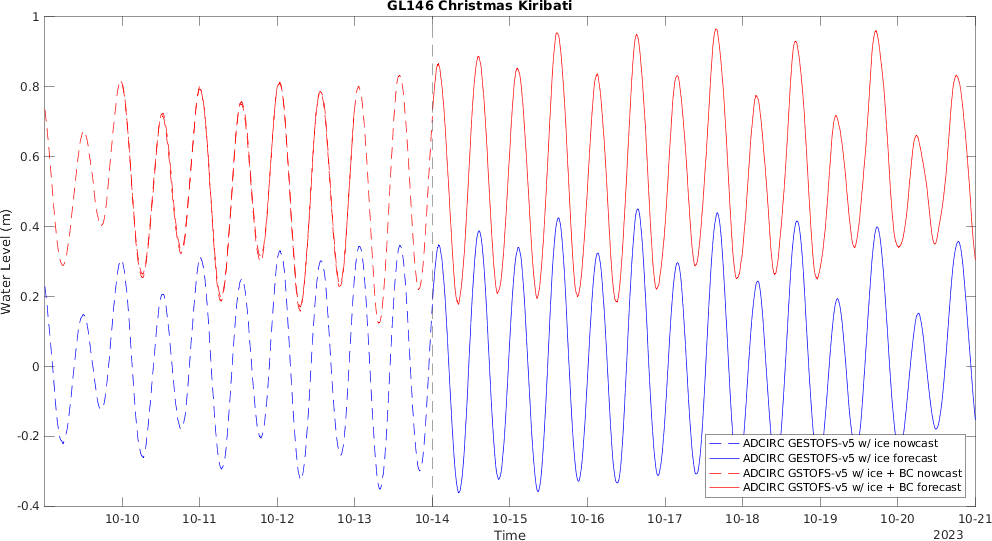 GL146 Christmas Kiribati
Water Level (m)
1
0.8
0.6
0.4
0.2
0
-0.2
-0.4
ADCIRC GESTOFS-v5 w/ ice nowcast
ADCIRC GESTOFS-v5 w/ ice forecast
ADCIRC GSTOFS-v5 w/ ice + BC nowcast
ADCIRC GSTOFS-v5 w/ ice + BC forecast
10-10 10-11 10-12 10-13 10-14 10-15 10-16 10-17 10-18 10-19 10-20 10-21
Time
2023